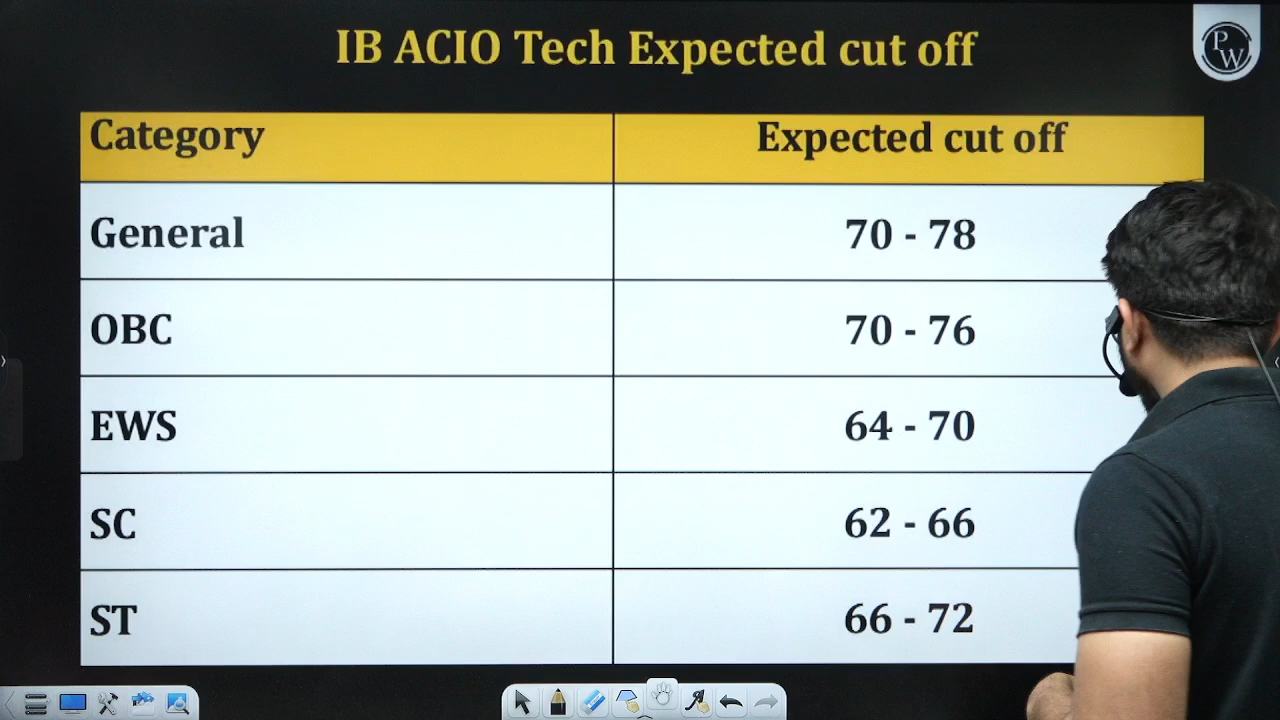 IB ACIO Tech Expected cut off
PW
Category Expected cut off
General 70 - 78
OBC 70 - 76
EWS 64 - 70
SC 62 - 66
ST 66 - 72